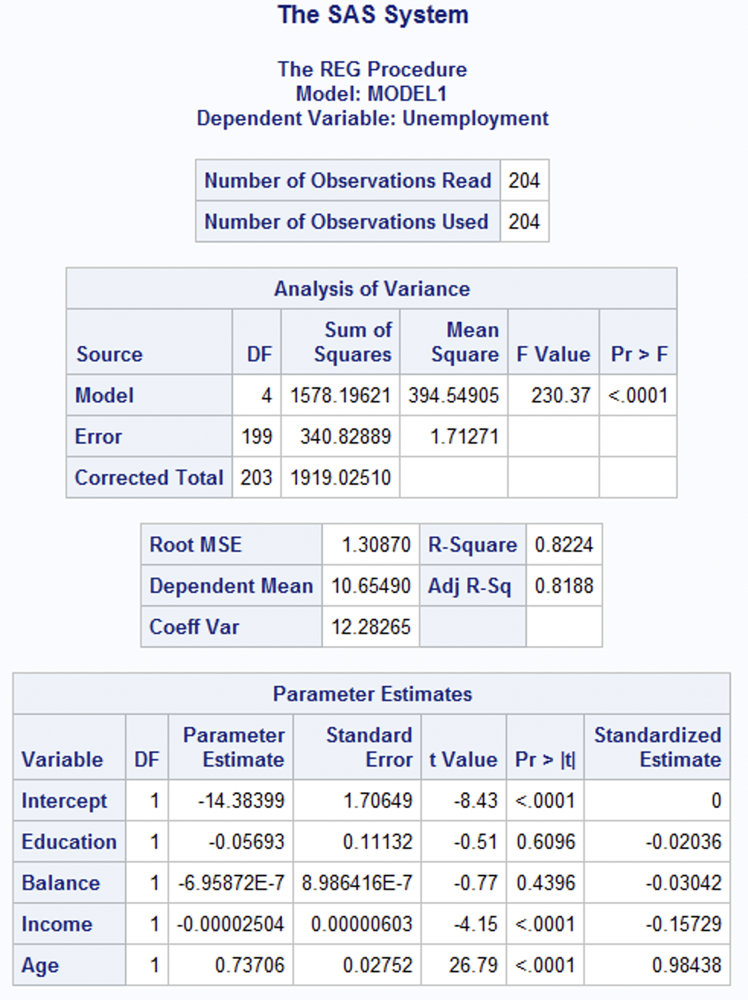 The SAS System
The REG Procedure
Model: MODEL1
Dependent Variable: Unemployment
Number of Observations Read 204
Number of Observations Used 204
Analysis of Variance
Source DF Sum of Squares Mean Square F Value Pr > F
Model 4 1578.19621 394.54905 230.37 <.0001
Error 199 340.82889 1.71271
Corrected Total 203 1919.02510
Root MSE 1.30870 R-Square 0.8224
Dependent Mean 10.65490 Adj R-Sq 0.8188
Coeff Var 12.28265
Parameter Estimates
Variable DF Parameter Estimate Standard Error t Value Pr > |t| Standardized Estimate
Intercept 1 -14.38399 1.70649 -8.43 <.0001 0
Education 1 -0.05693 0.11132 -0.51 0.6096 -0.02036
Balance 1 -6.95872E-7 8.986416E-7 -0.77 0.4396 -0.03042
Income 1 -0.00002504 0.00000603 -4.15 <.0001 -0.15729
Age 1 0.73706 0.02752 26.79 <.0001 0.98438